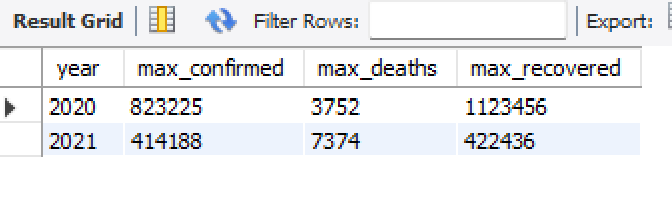 Result Grid Filter Rows: Export:
year max_confirmed max_deaths max_recovered
2020 823225 3752 1123456
2021 414188 7374 422436